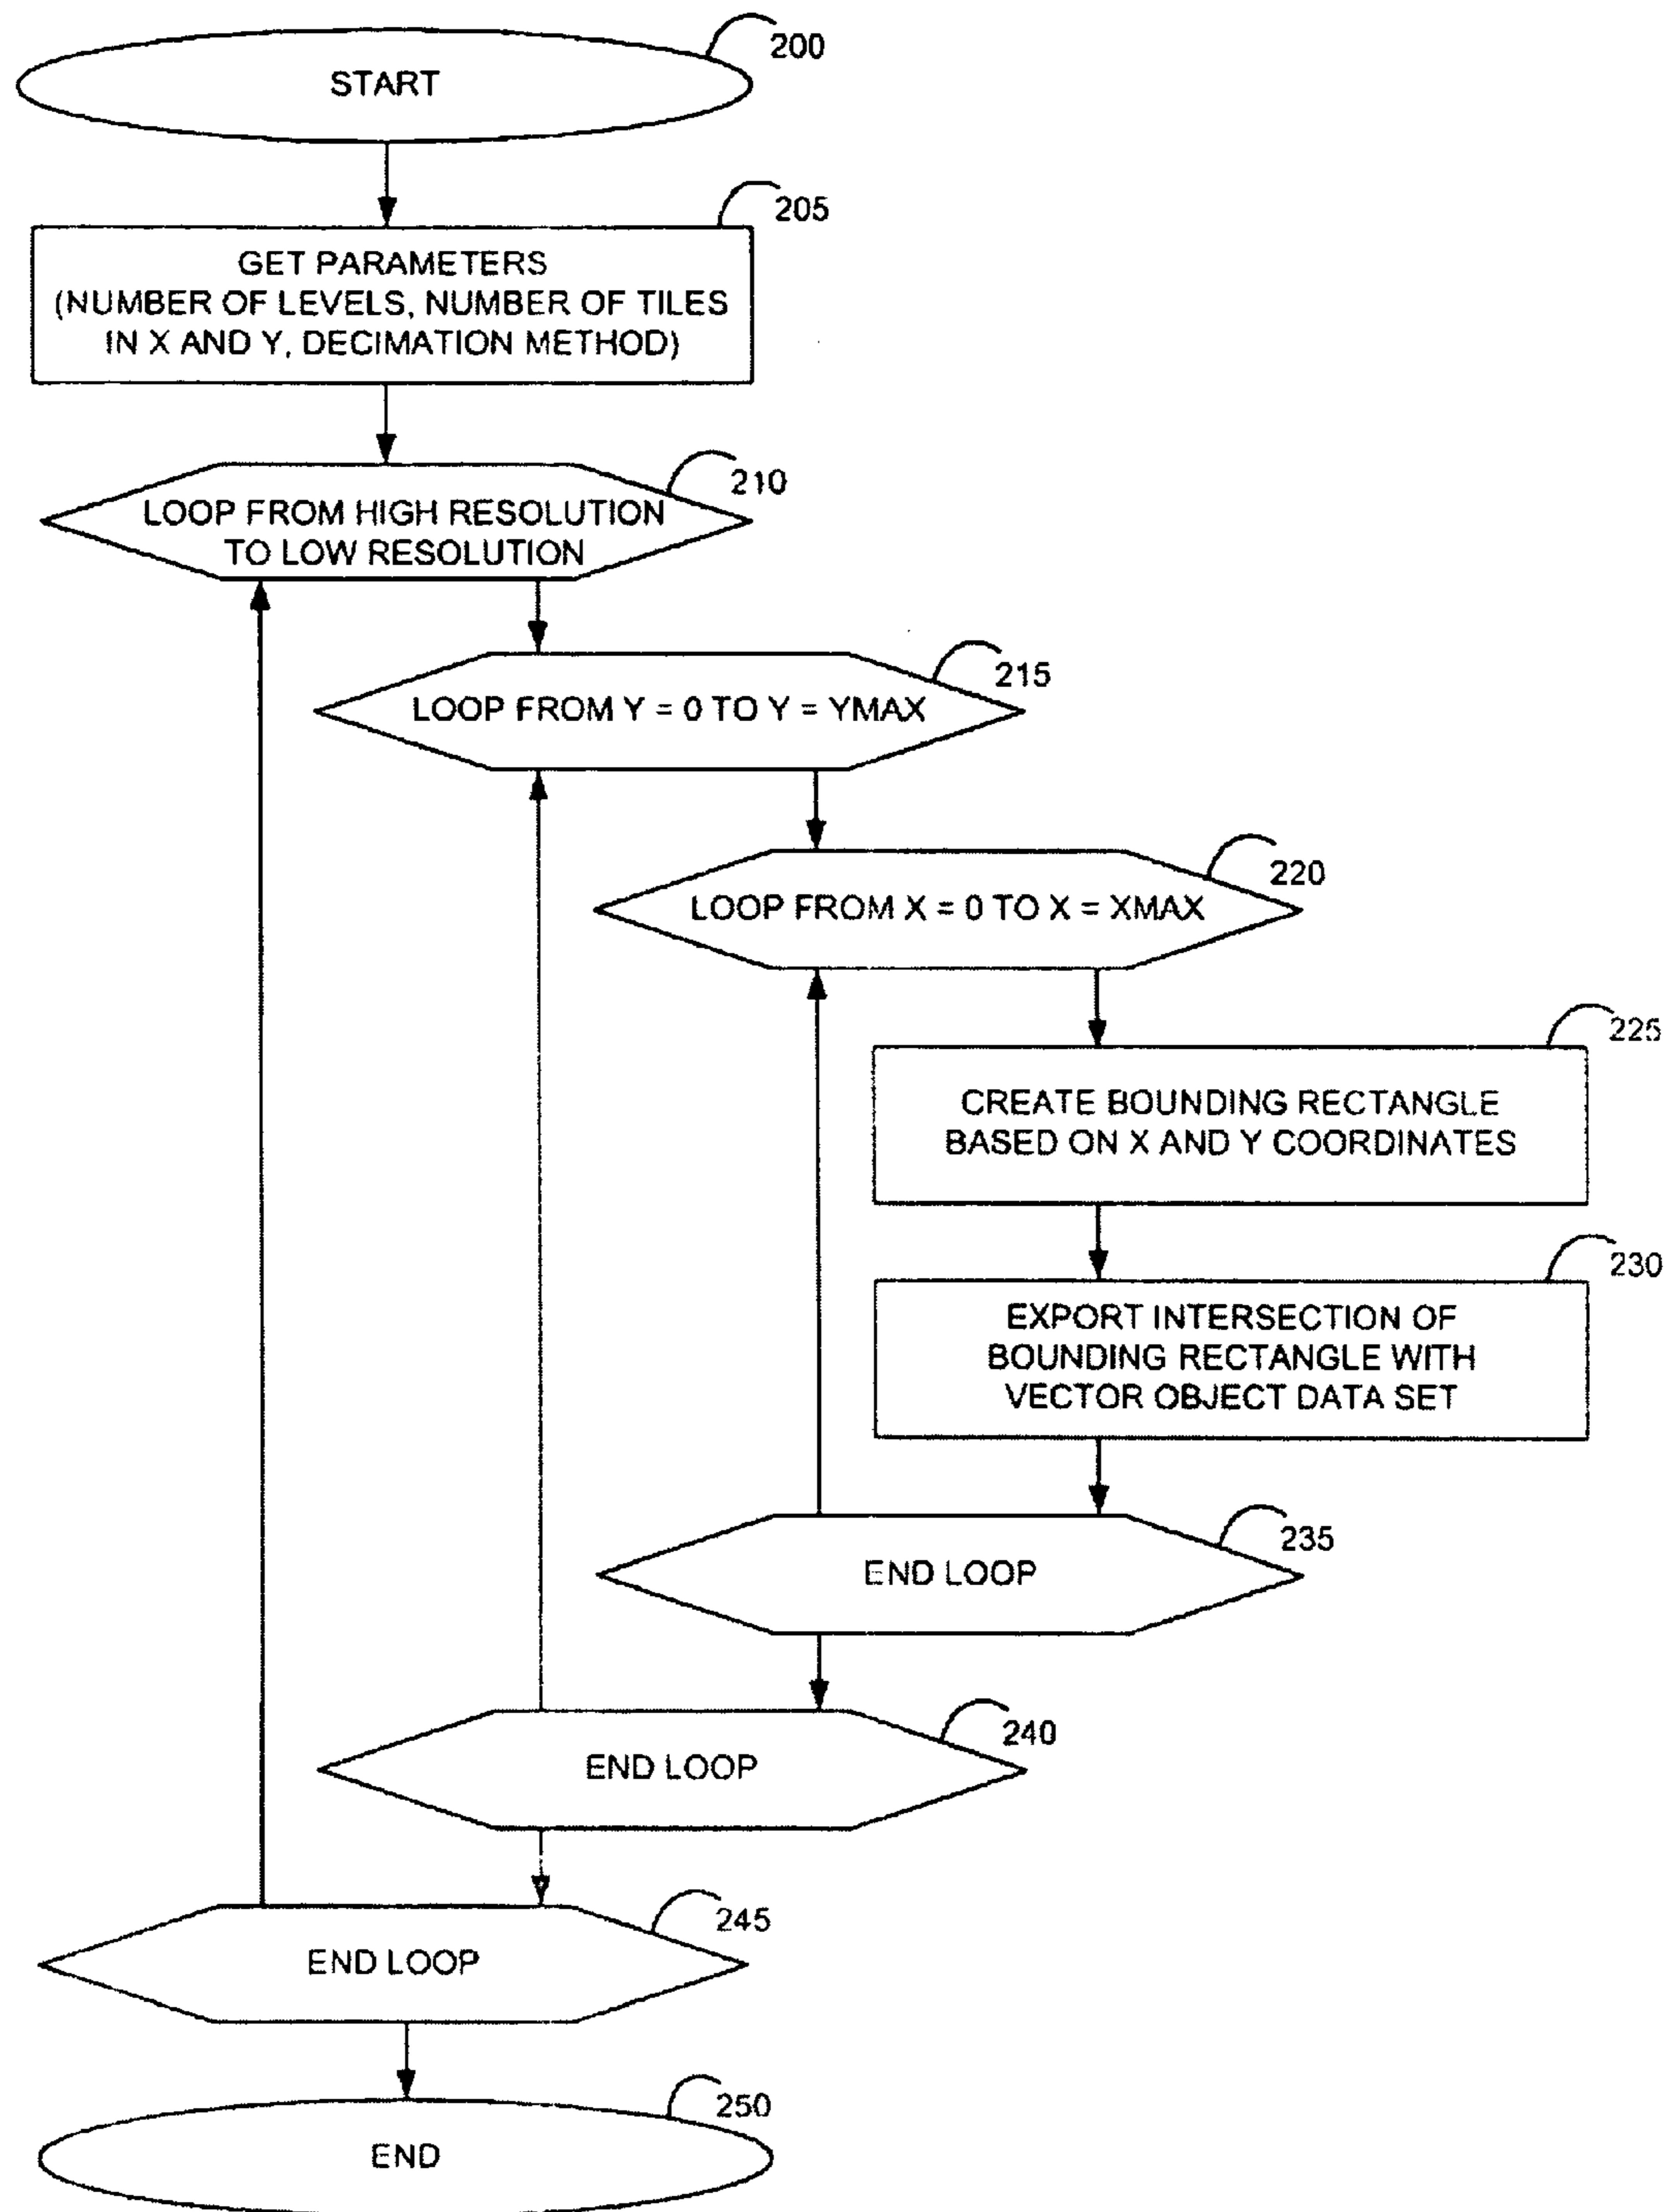 200
START
205
GET PARAMETERS
(NUMBER OF LEVELS, NUMBER OF TILES
IN X AND Y, DECIMATION METHOD)
210
LOOP FROM HIGH RESOLUTION
TO LOW RESOLUTION
215
LOOP FROM Y = 0 TO Y = YMAX
220
LOOP FROM X = 0 TO X = XMAX
225
CREATE BOUNDING RECTANGLE
BASED ON X AND Y COORDINATES
230
EXPORT INTERSECTION OF
BOUNDING RECTANGLE WITH
VECTOR OBJECT DATA SET
235
END LOOP
240
END LOOP
245
END LOOP
250
END